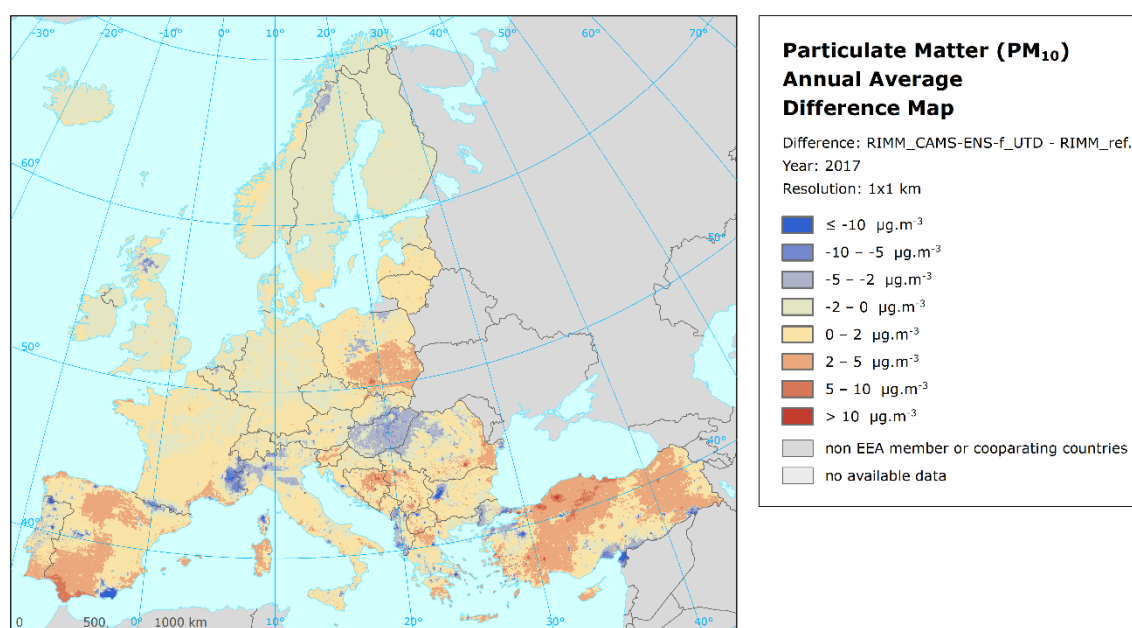 -30° -20° -10° 0° 10° 20° 30° 40° 50° 60° 70°
60°
50°
50°
40°
40°
0 500 1000 km
-10° 0° 10° 20° 30° 40°
Particulate Matter (PM₁₀)
Annual Average
Difference Map
Difference: RIMM_CAMS-ENS-f_UTD - RIMM_ref.
Year: 2017
Resolution: 1x1 km
≤ -10 µg.m⁻³
-10 – -5 µg.m⁻³
-5 – -2 µg.m⁻³
-2 – 0 µg.m⁻³
0 – 2 µg.m⁻³
2 – 5 µg.m⁻³
5 – 10 µg.m⁻³
> 10 µg.m⁻³
non EEA member or cooparating countries
no available data